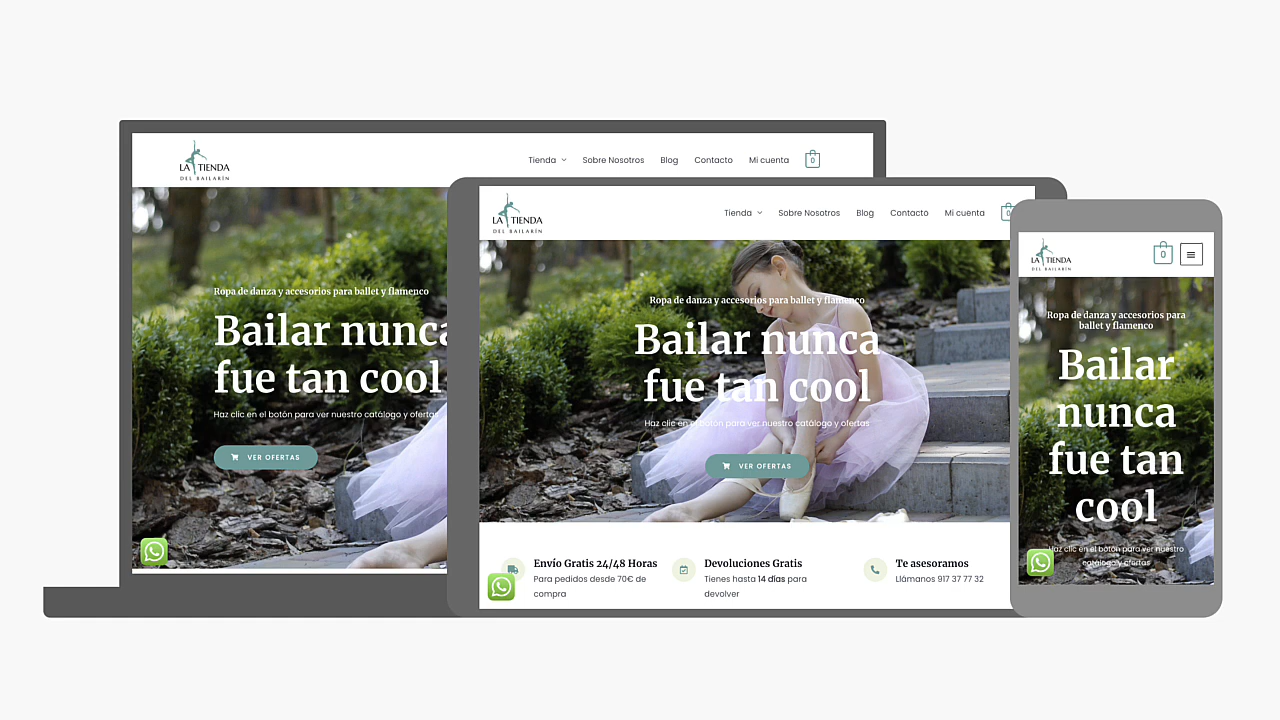 LA TIENDA
DEL BAILARÍN
Tienda
Sobre Nosotros
Blog
Contacto
Mi cuenta
0
Ropa de danza y accesorios para ballet y flamenco
Bailar nunca
fue tan cool
Haz clic en el botón para ver nuestro catálogo y ofertas
VER OFERTAS
LA TIENDA
DEL BAILARÍN
Tienda
Sobre Nosotros
Blog
Contacto
Mi cuenta
0
Ropa de danza y accesorios para ballet y flamenco
Bailar nunca
fue tan cool
Haz clic en el botón para ver nuestro catálogo y ofertas
VER OFERTAS
Envío Gratis 24/48 Horas
Para pedidos desde 70€ de
compra
Devoluciones Gratis
Tienes hasta 14 días para
devolver
Te asesoramos
Llámanos 917 37 77 32
LA TIENDA
DEL BAILARÍN
0
Ropa de danza y accesorios para
ballet y flamenco
Bailar
nunca
fue tan
cool
Haz clic en el botón para ver nuestro
catálogo y ofertas